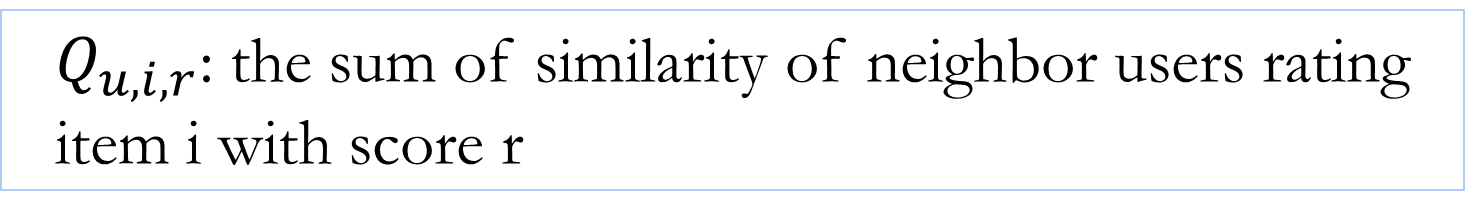 Q_{u,i,r}: the sum of similarity of neighbor users rating
item i with score r